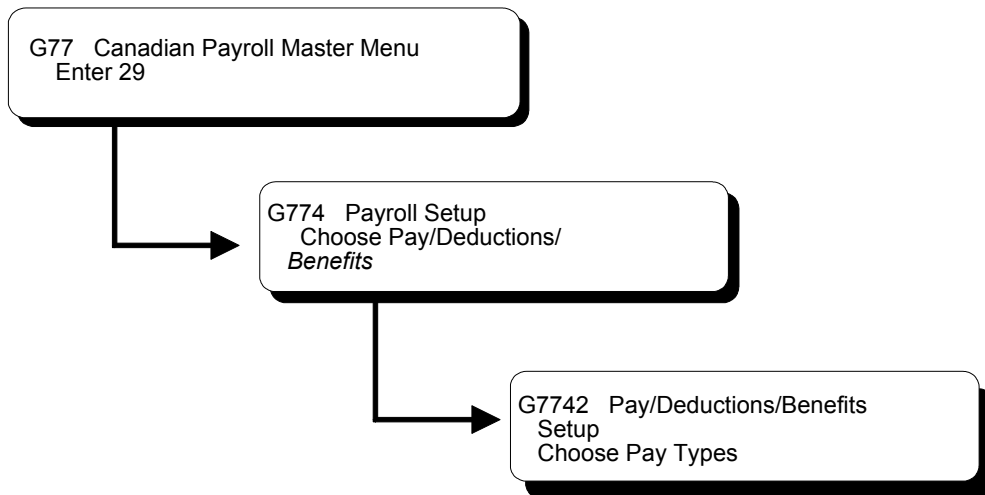 G77 Canadian Payroll Master Menu
Enter 29
G774 Payroll Setup
Choose Pay/Deductions/
Benefits
G7742 Pay/Deductions/Benefits
Setup
Choose Pay Types